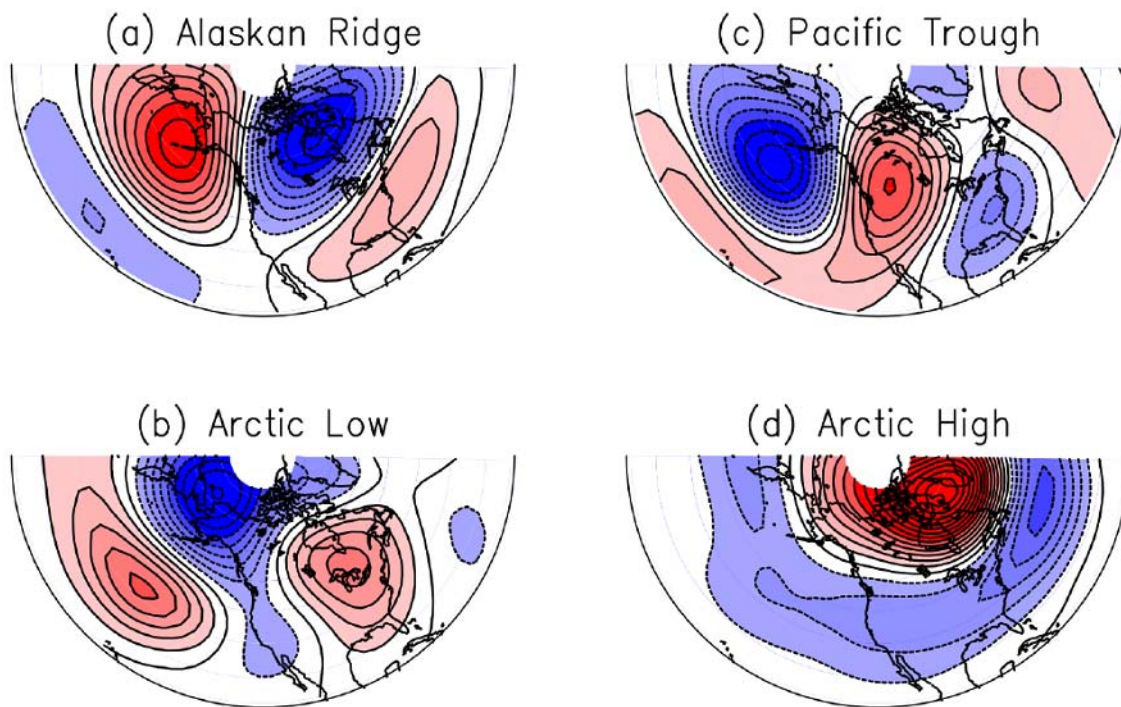 (a) Alaskan Ridge
(c) Pacific Trough
(b) Arctic Low
(d) Arctic High